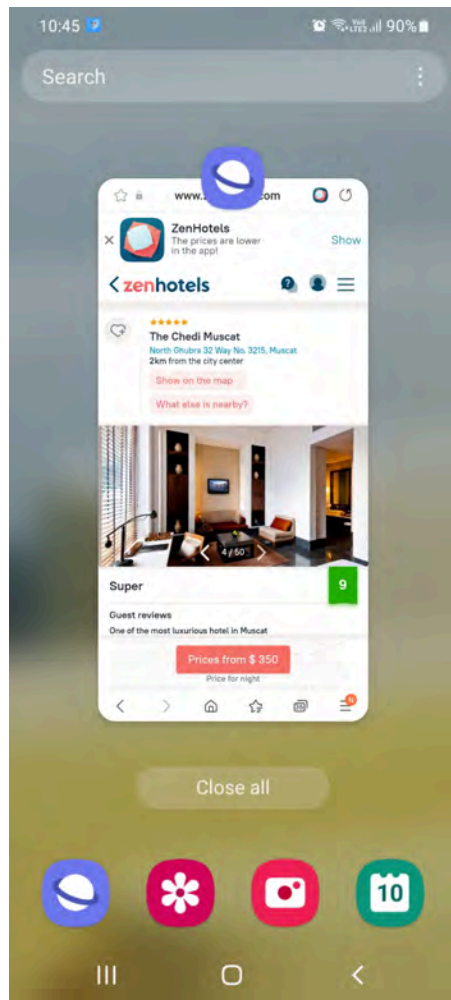 10:45
90%
Search
www.
om
ZenHotels
The prices are lower
in the app!
Show
zenhotels
The Chedi Muscat
North Ghubra 32 Way No. 3215, Muscat
2km from the city center
Show on the map
What else is nearby?
4/50
Super
9
Guest reviews
One of the most luxurious hotel in Muscat
Prices from $ 350
Price for night
N
Close all
10